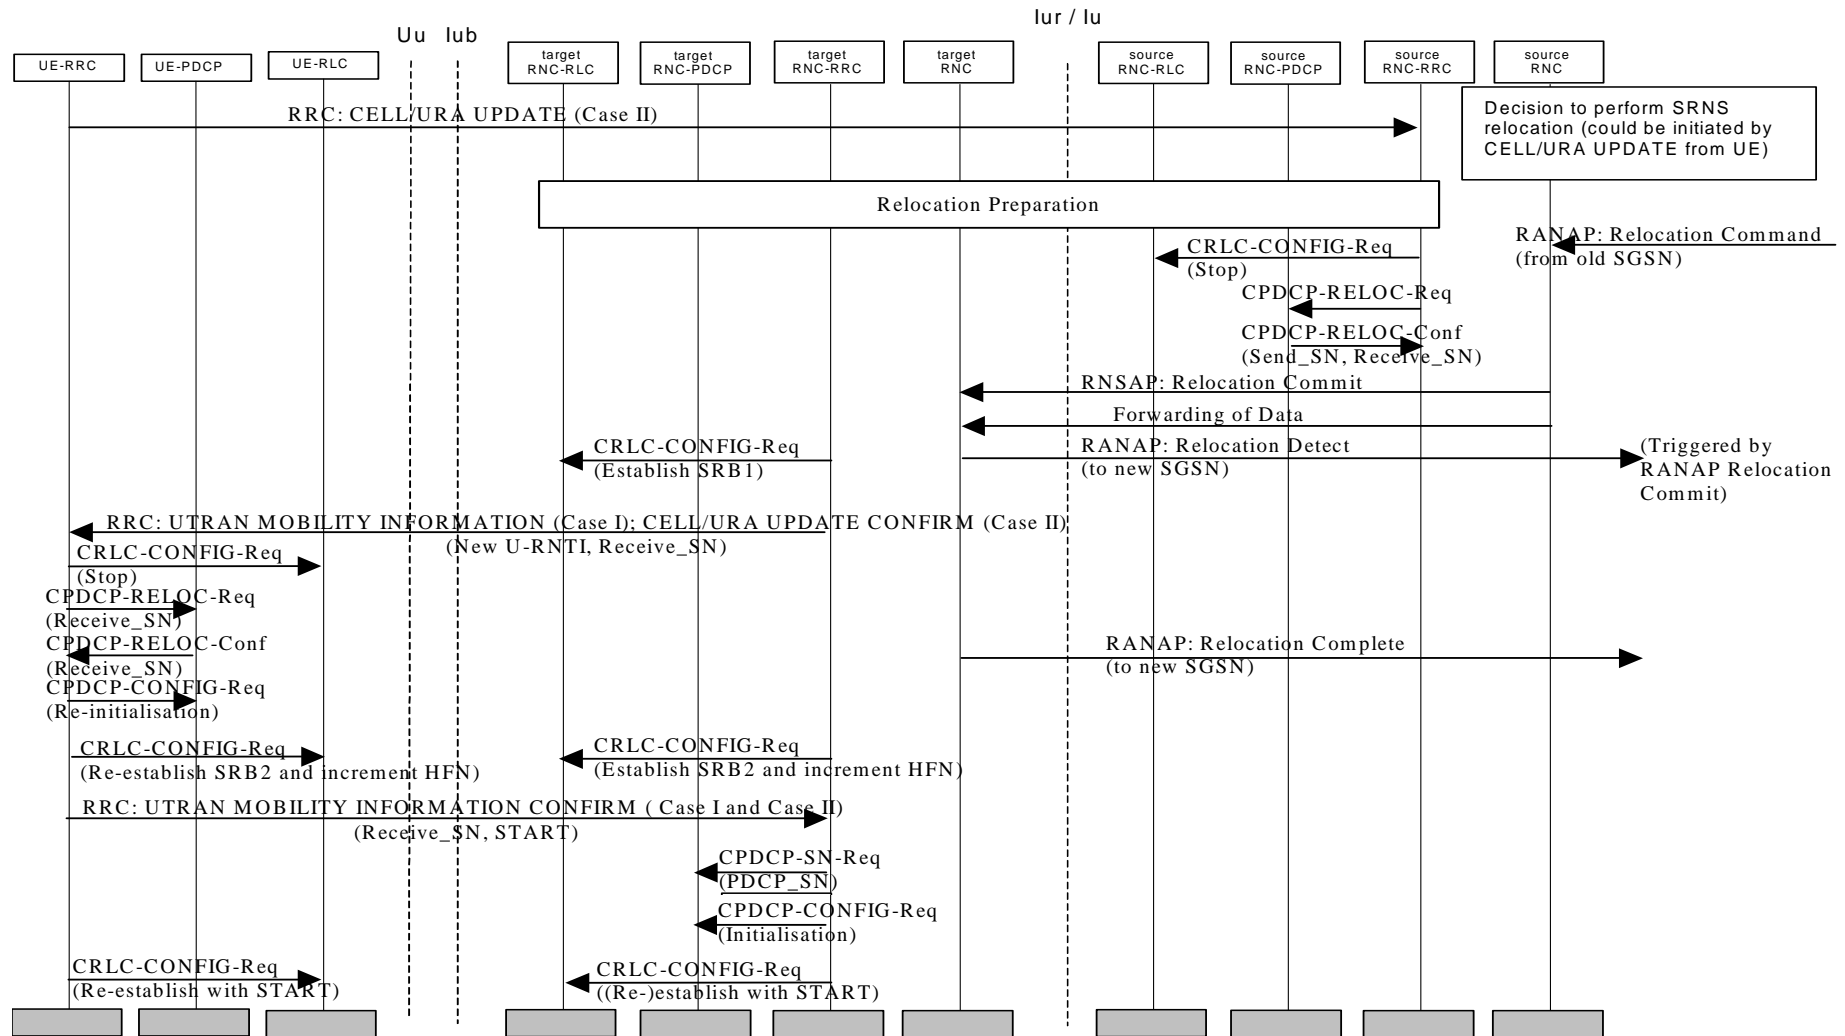 Iur / Iu
Uu Iub
UE-RRC
UE-PDCP
UE-RLC
target
RNC-RLC
target
RNC-PDCP
target
RNC-RRC
target
RNC
source
RNC-RLC
source
RNC-PDCP
source
RNC-RRC
source
RNC
RRC: CELL/URA UPDATE (Case II)
Decision to perform SRNS
relocation (could be initiated by
CELL/URA UPDATE from UE)
Relocation Preparation
RANAP: Relocation Command
(from old SGSN)
CRLC-CONFIG-Req
(Stop)
CPDCP-RELOC-Req
CPDCP-RELOC-Conf
(Send_SN, Receive_SN)
RNSAP: Relocation Commit
Forwarding of Data
CRLC-CONFIG-Req
(Establish SRB1)
RANAP: Relocation Detect
(to new SGSN)
(Triggered by
RANAP Relocation
Commit)
RRC: UTRAN MOBILITY INFORMATION (Case I); CELL/URA UPDATE CONFIRM (Case II)
(New U-RNTI, Receive_SN)
CRLC-CONFIG-Req
(Stop)
CPDCP-RELOC-Req
(Receive_SN)
CPDCP-RELOC-Conf
(Receive_SN)
RANAP: Relocation Complete
(to new SGSN)
CPDCP-CONFIG-Req
(Re-initialisation)
CRLC-CONFIG-Req
(Re-establish SRB2 and increment HFN)
CRLC-CONFIG-Req
(Establish SRB2 and increment HFN)
RRC: UTRAN MOBILITY INFORMATION CONFIRM ( Case I and Case II)
(Receive_SN, START)
CPDCP-SN-Req
(PDCP_SN)
CPDCP-CONFIG-Req
(Initialisation)
CRLC-CONFIG-Req
(Re-establish with START)
CRLC-CONFIG-Req
((Re-)establish with START)